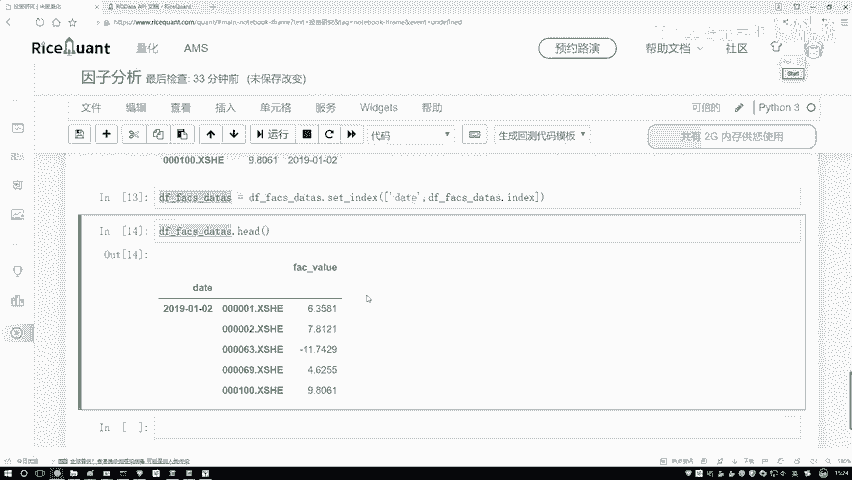 https://www.ricequant.com/quant/
RiceQuant 量化 AMS 预约路演 帮助文档 社区
因子分析 最后检查: 33 分钟前 (未保存改变)
Start
文件 编辑 查看 插入 单元格 服务 Widgets 帮助 可信的 Python 3
运行 代码 生成回测代码模板 共有 2G 内存供您使用
000100.XSHE 9.8061 2019-01-02
In [13]: df_facs_datas = df_facs_datas.set_index(['date',df_facs_datas.index])
In [14]: df_facs_datas.head()
Out[14]:
fac_value
date
2019-01-02 000001.XSHE 6.3581
000002.XSHE 7.8121
000063.XSHE -11.7429
000069.XSHE 4.6255
000100.XSHE 9.8061
In [ ]:
15:24